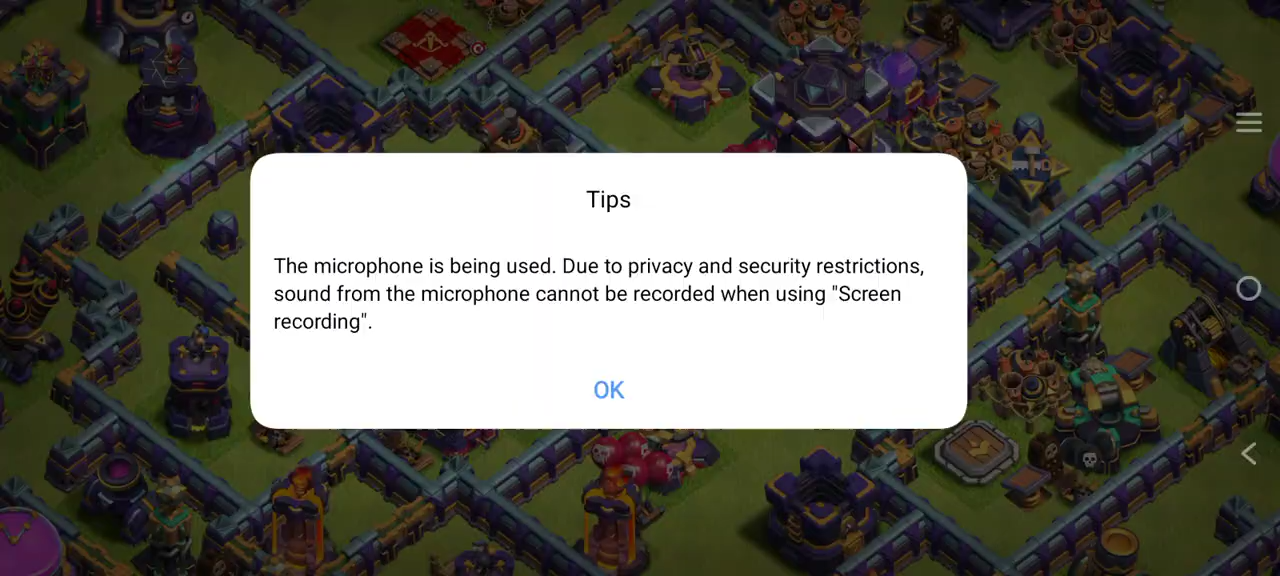 Tips
The microphone is being used. Due to privacy and security restrictions,
sound from the microphone cannot be recorded when using "Screen
recording".
OK